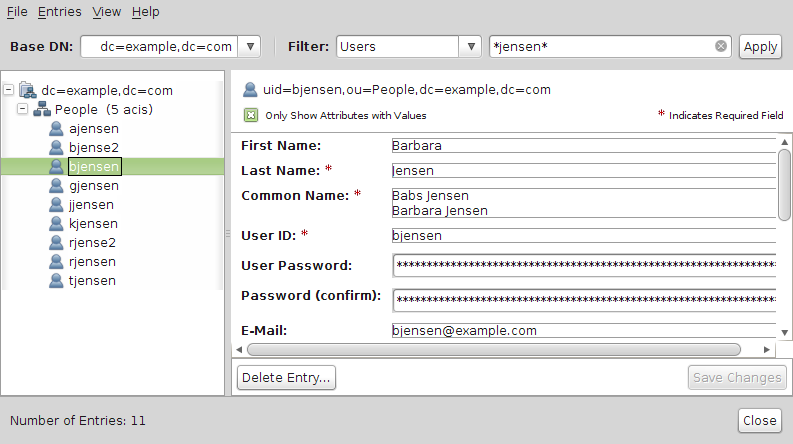 File Entries View Help
Base DN: dc=example,dc=com Filter: Users *jensen* Apply
dc=example,dc=com
People (5 acis)
ajensen
bjense2
bjensen
gjensen
jjensen
kjensen
rjense2
rjensen
tjensen
uid=bjensen,ou=People,dc=example,dc=com
Only Show Attributes with Values * Indicates Required Field
First Name: Barbara
Last Name: * Jensen
Common Name: * Babs Jensen
Barbara Jensen
User ID: * bjensen
User Password: ****************************************************************
Password (confirm): ****************************************************************
E-Mail: bjensen@example.com
Delete Entry... Save Changes
Number of Entries: 11 Close